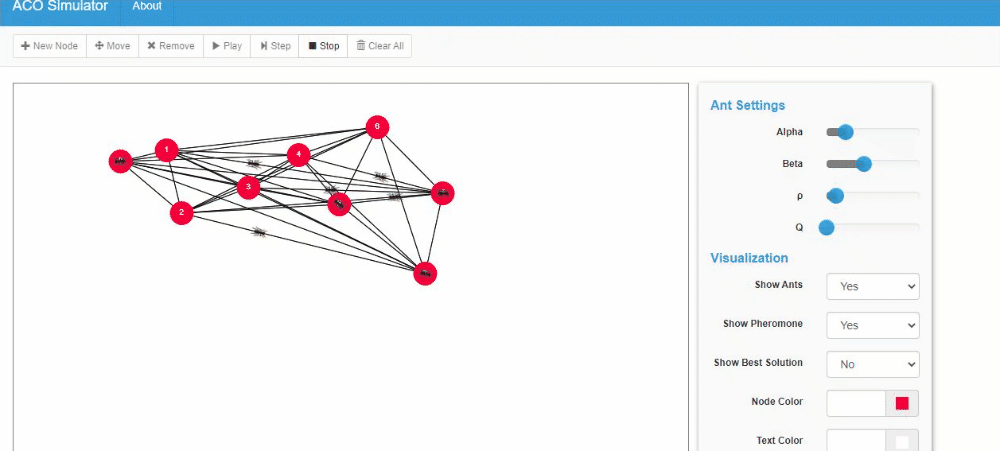 ACO Simulator About
New Node Move Remove Play Step Stop Clear All
6
1
4
3
2
Ant Settings
Alpha
Beta
ρ
Q
Visualization
Show Ants Yes
Show Pheromone Yes
Show Best Solution No
Node Color
Text Color